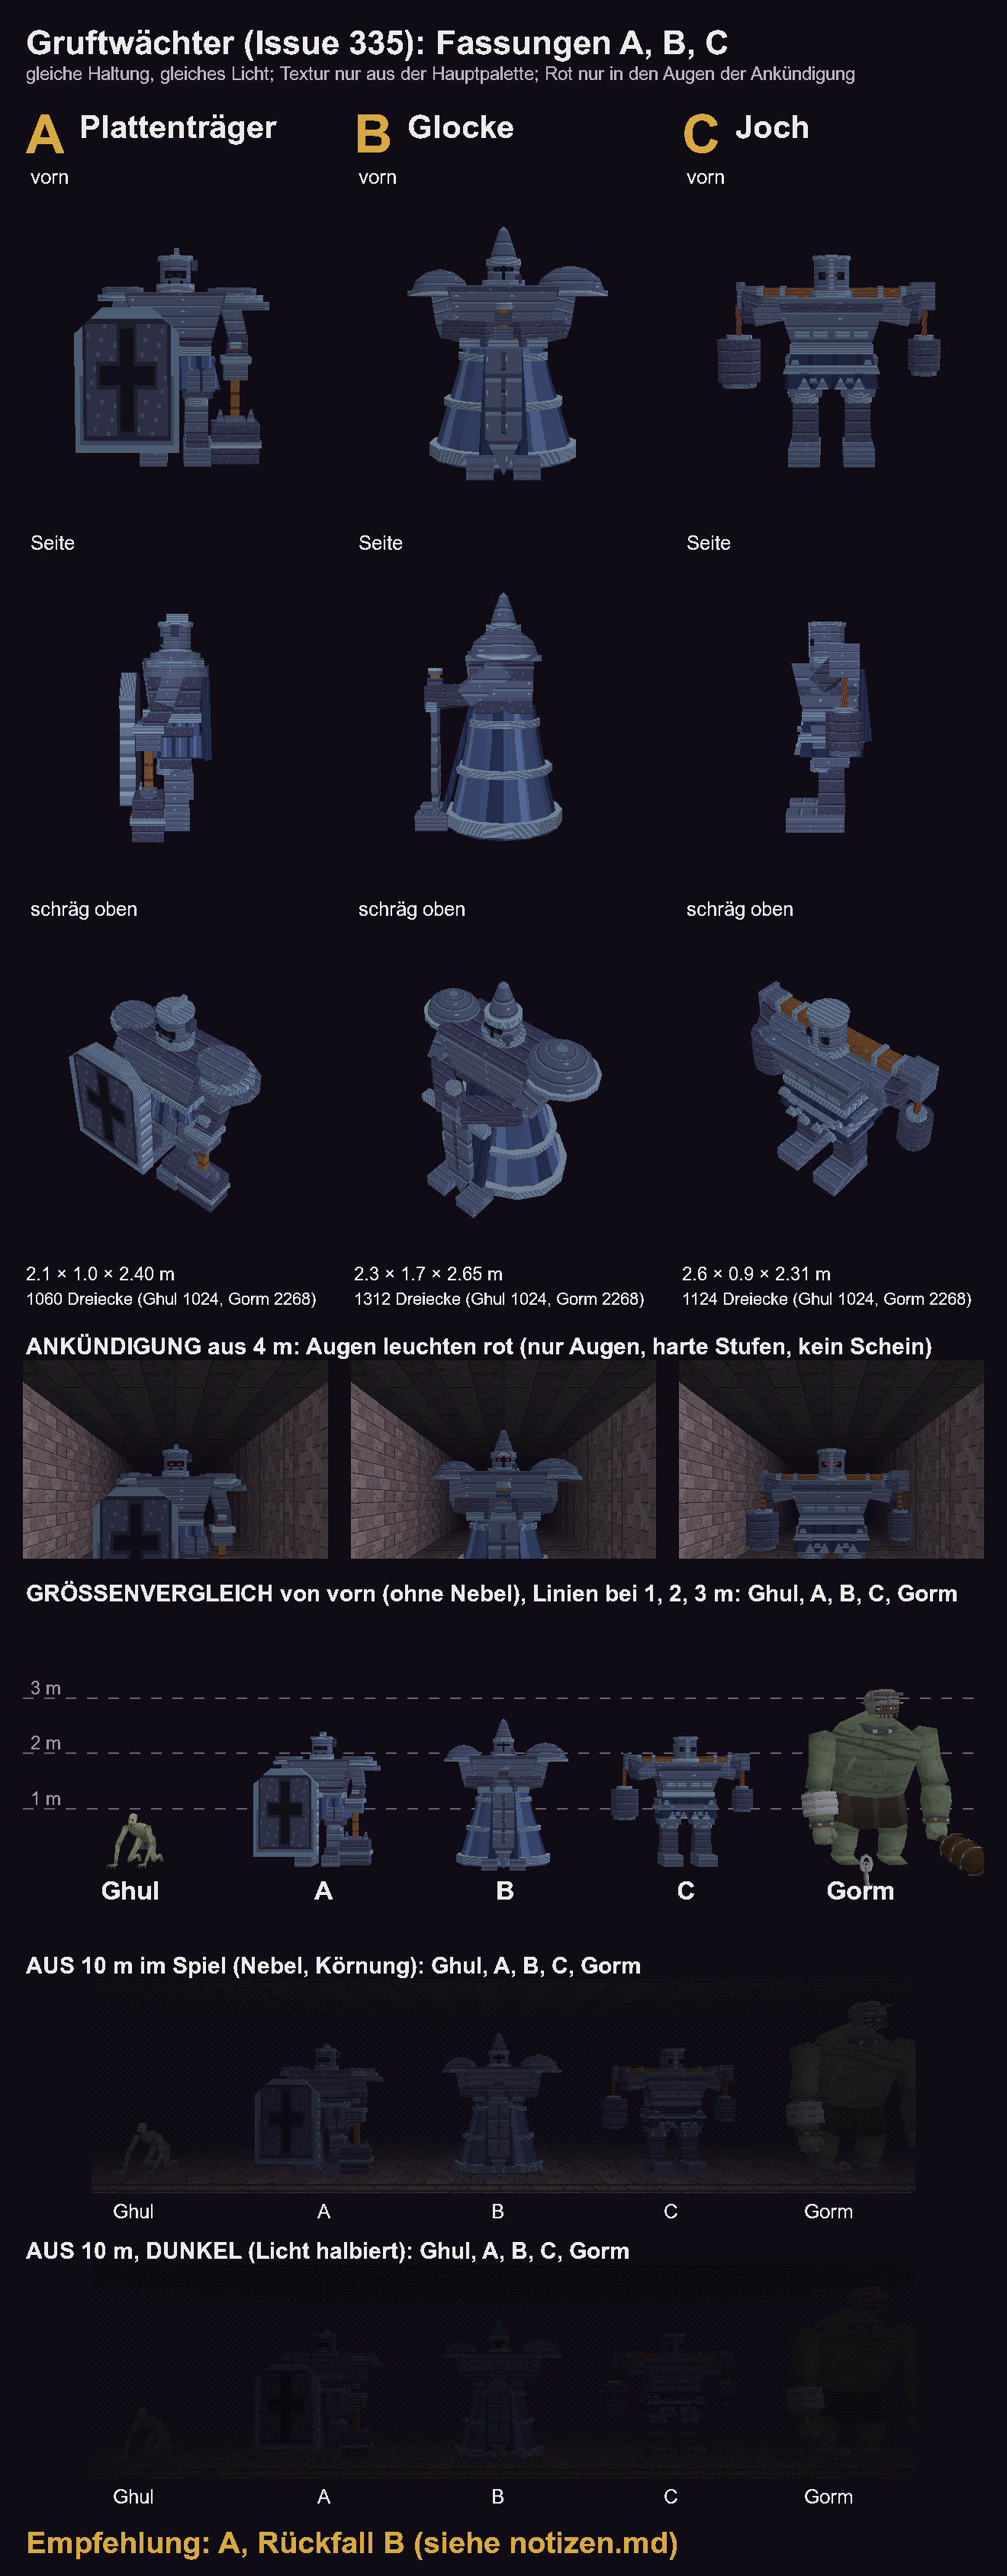 Gruftwächter (Issue 335): Fassungen A, B, C
gleiche Haltung, gleiches Licht; Textur nur aus der Hauptpalette; Rot nur in den Augen der Ankündigung
A Plattenträger
B Glocke
C Joch
vorn
vorn
vorn
Seite
Seite
Seite
schräg oben
schräg oben
schräg oben
2.1 × 1.0 × 2.40 m
2.3 × 1.7 × 2.65 m
2.6 × 0.9 × 2.31 m
1060 Dreiecke (Ghul 1024, Gorm 2268)
1312 Dreiecke (Ghul 1024, Gorm 2268)
1124 Dreiecke (Ghul 1024, Gorm 2268)
ANKÜNDIGUNG aus 4 m: Augen leuchten rot (nur Augen, harte Stufen, kein Schein)
GRÖSSENVERGLEICH von vorn (ohne Nebel), Linien bei 1, 2, 3 m: Ghul, A, B, C, Gorm
3 m
2 m
1 m
Ghul A B C Gorm
AUS 10 m im Spiel (Nebel, Körnung): Ghul, A, B, C, Gorm
Ghul A B C Gorm
AUS 10 m, DUNKEL (Licht halbiert): Ghul, A, B, C, Gorm
Ghul A B C Gorm
Empfehlung: A, Rückfall B (siehe notizen.md)